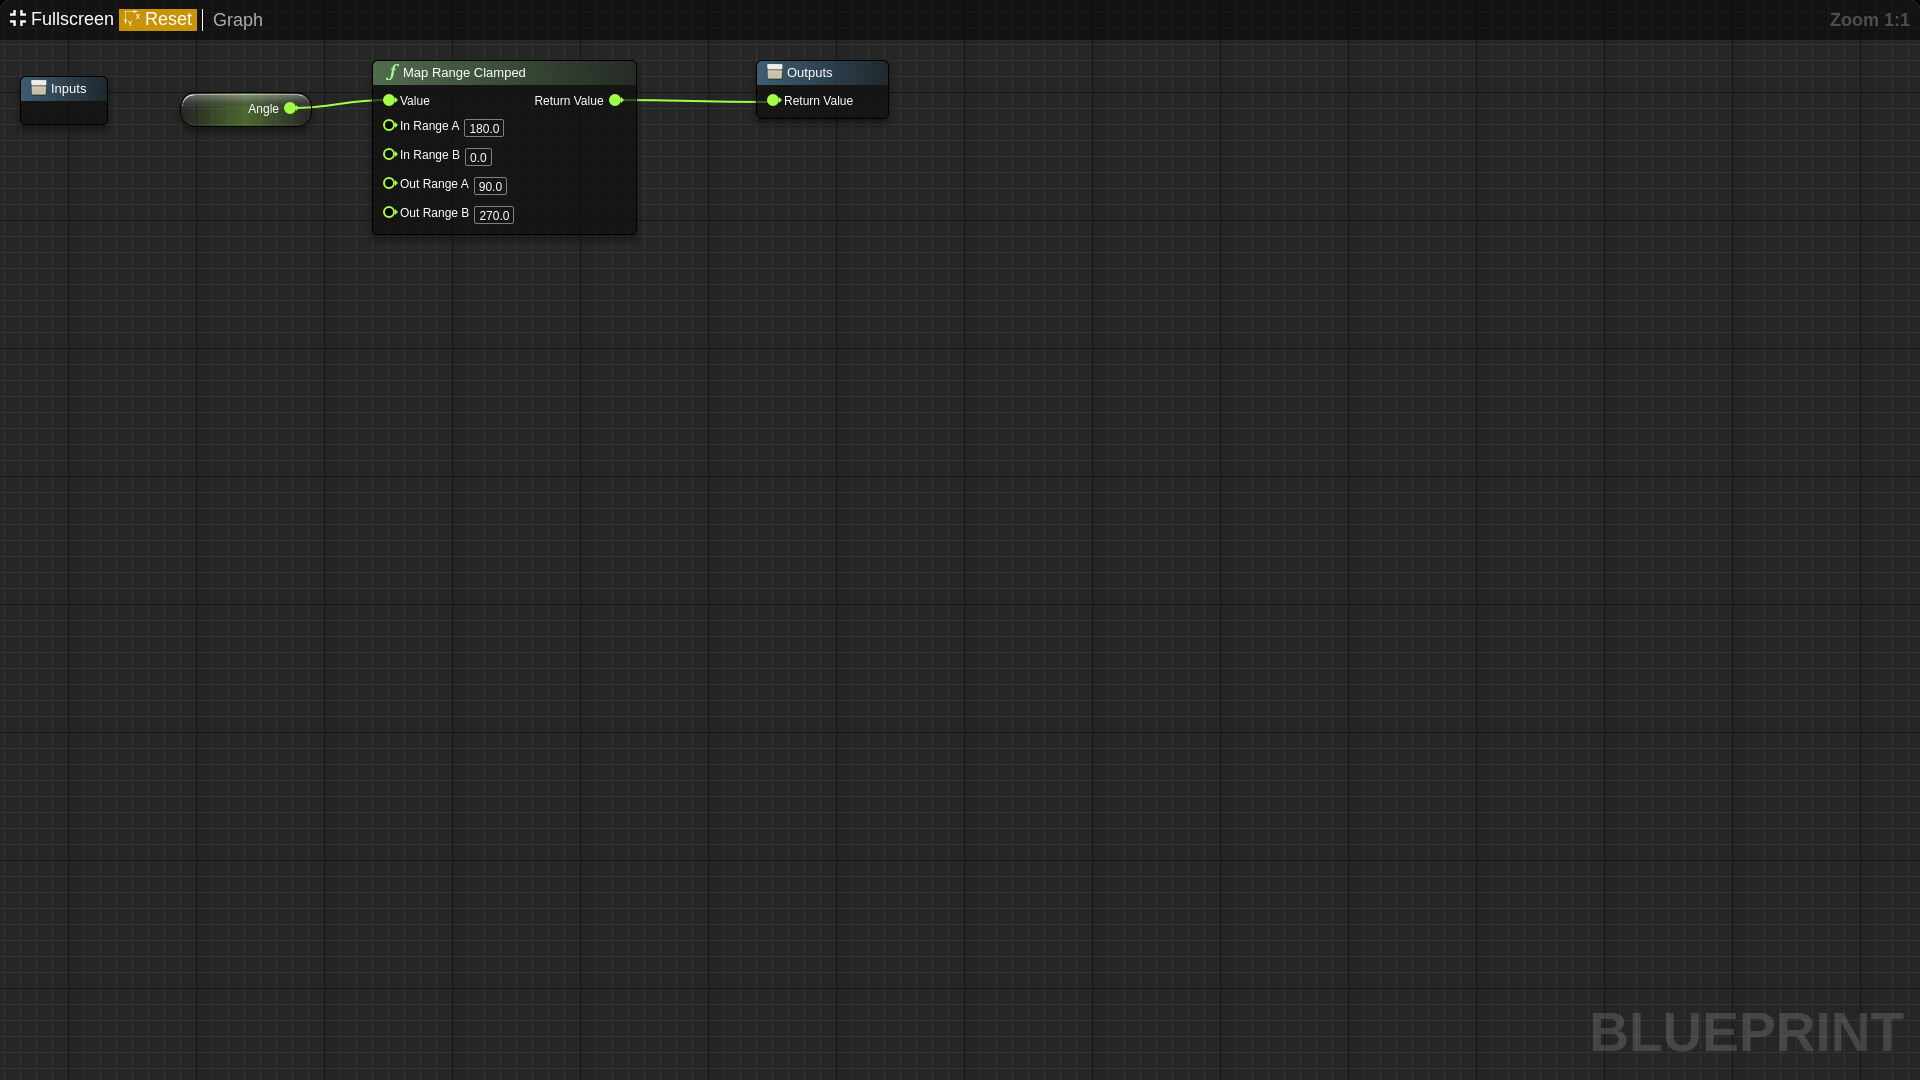 Fullscreen Reset Graph
Zoom 1:1
Inputs
Angle
Map Range Clamped
Value
Return Value
In Range A 180.0
In Range B 0.0
Out Range A 90.0
Out Range B 270.0
Outputs
Return Value
BLUEPRINT